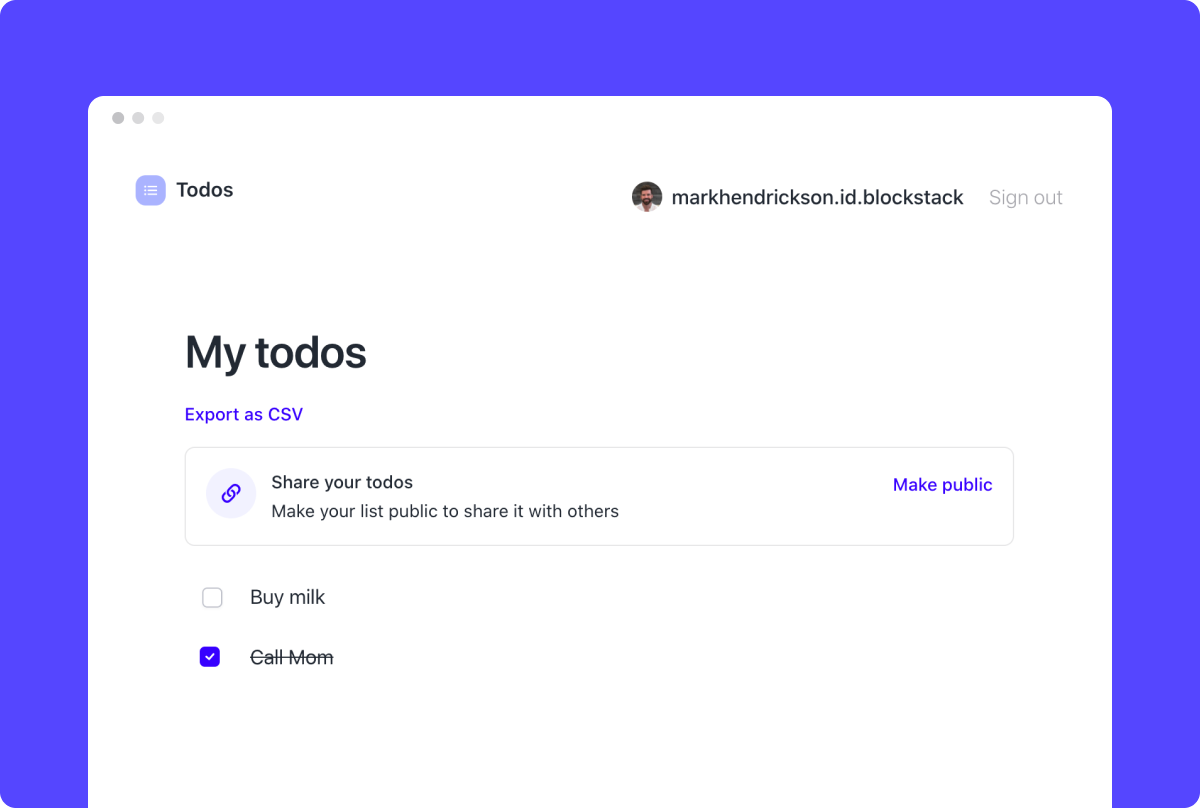 Todos
markhendrickson.id.blockstack Sign out
My todos
Export as CSV
Share your todos
Make public
Make your list public to share it with others
Buy milk
Call Mom